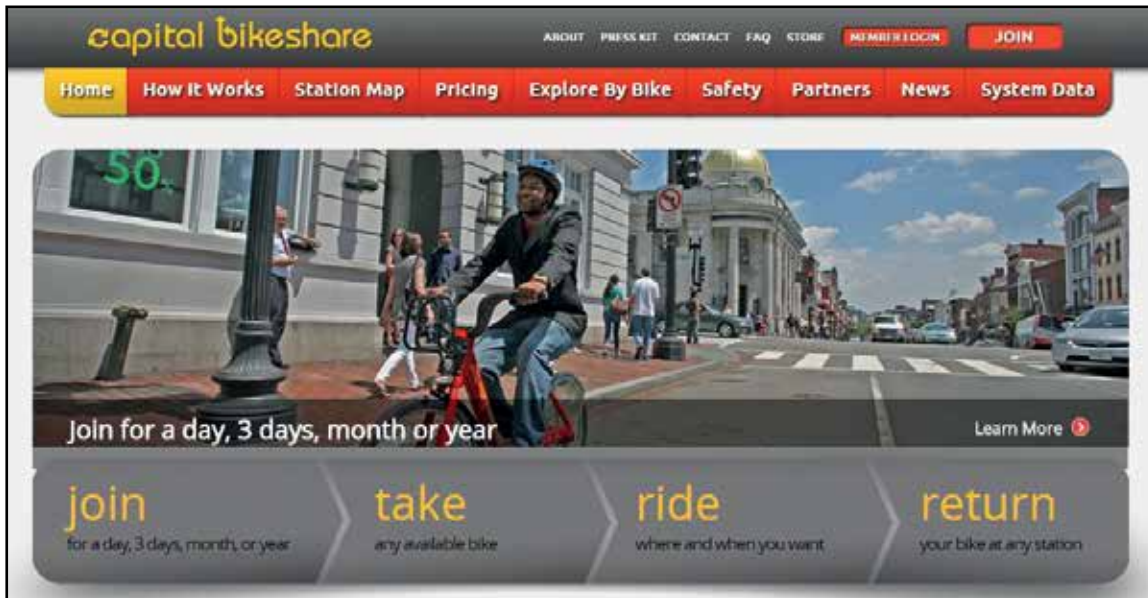 capital bikeshare
ABOUT PRESS KIT CONTACT FAQ STORE MEMBER LOGIN JOIN
Home How It Works Station Map Pricing Explore By Bike Safety Partners News System Data
50%
Join for a day, 3 days, month or year
Learn More
join take ride return
for a day, 3 days, month, or year any available bike where and when you want your bike at any station